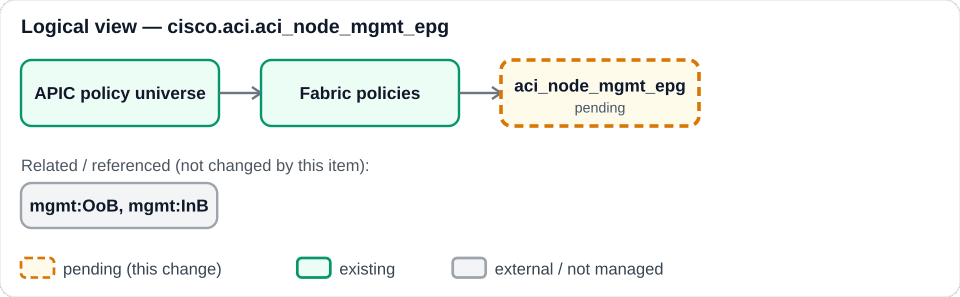 Logical view — cisco.aci.aci_node_mgmt_epg
APIC policy universe
Fabric policies
aci_node_mgmt_epg
pending
Related / referenced (not changed by this item):
mgmt:OoB, mgmt:InB
pending (this change)
existing
external / not managed